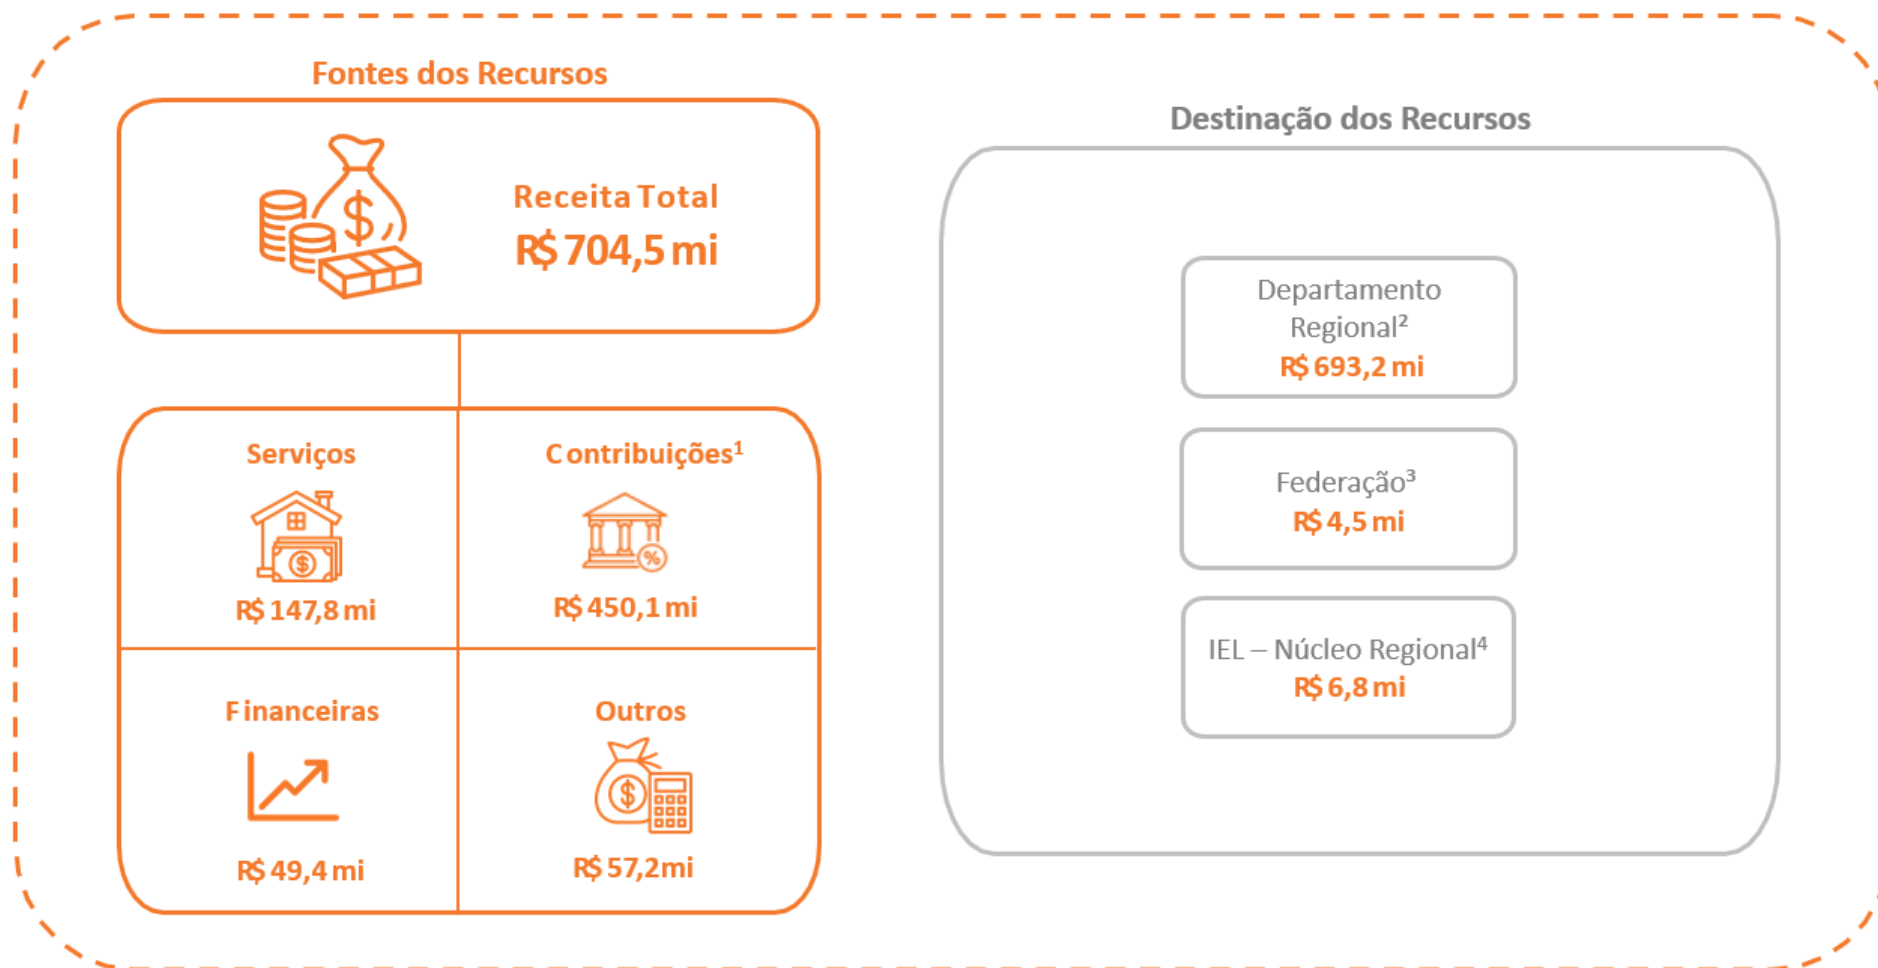 Fontes dos Recursos
Receita Total
R$ 704,5 mi
Serviços
R$ 147,8 mi
Contribuições¹
R$ 450,1 mi
Financeiras
R$ 49,4 mi
Outros
R$ 57,2mi
Destinação dos Recursos
Departamento
Regional²
R$ 693,2 mi
Federação³
R$ 4,5 mi
IEL – Núcleo Regional⁴
R$ 6,8 mi